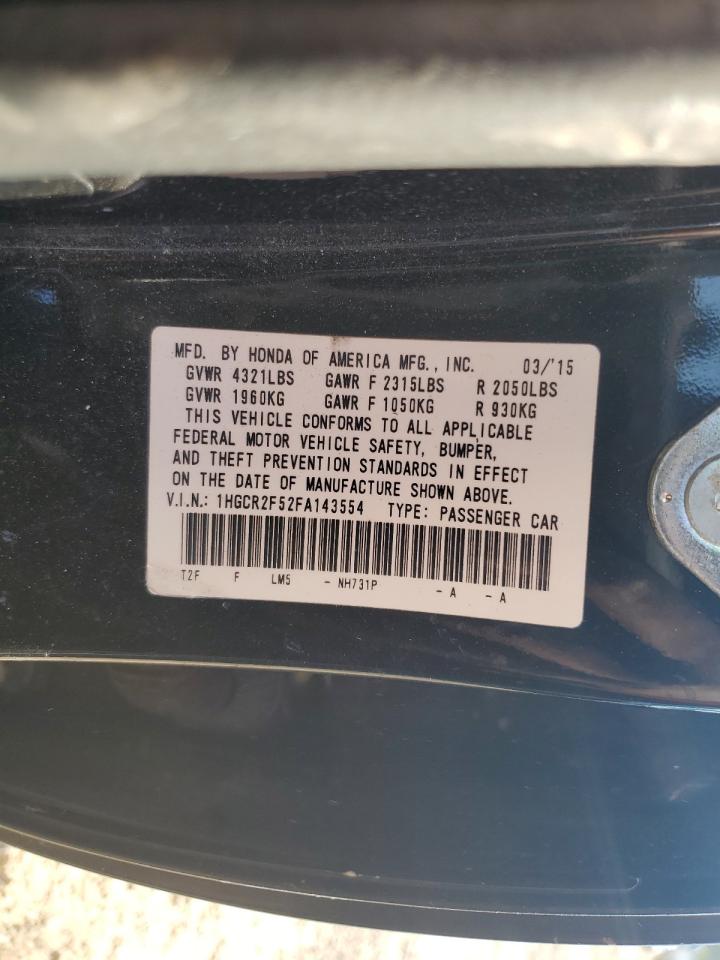 MFD. BY HONDA OF AMERICA MFG., INC. 03/'15
GVWR 4321LBS GAWR F 2315LBS R 2050LBS
GVWR 1960KG GAWR F 1050KG R 930KG
THIS VEHICLE CONFORMS TO ALL APPLICABLE
FEDERAL MOTOR VEHICLE SAFETY, BUMPER,
AND THEFT PREVENTION STANDARDS IN EFFECT
ON THE DATE OF MANUFACTURE SHOWN ABOVE.
V.I.N.: 1HGCR2F52FA143554 TYPE: PASSENGER CAR
T2F F LM5 - NH731P - A - A